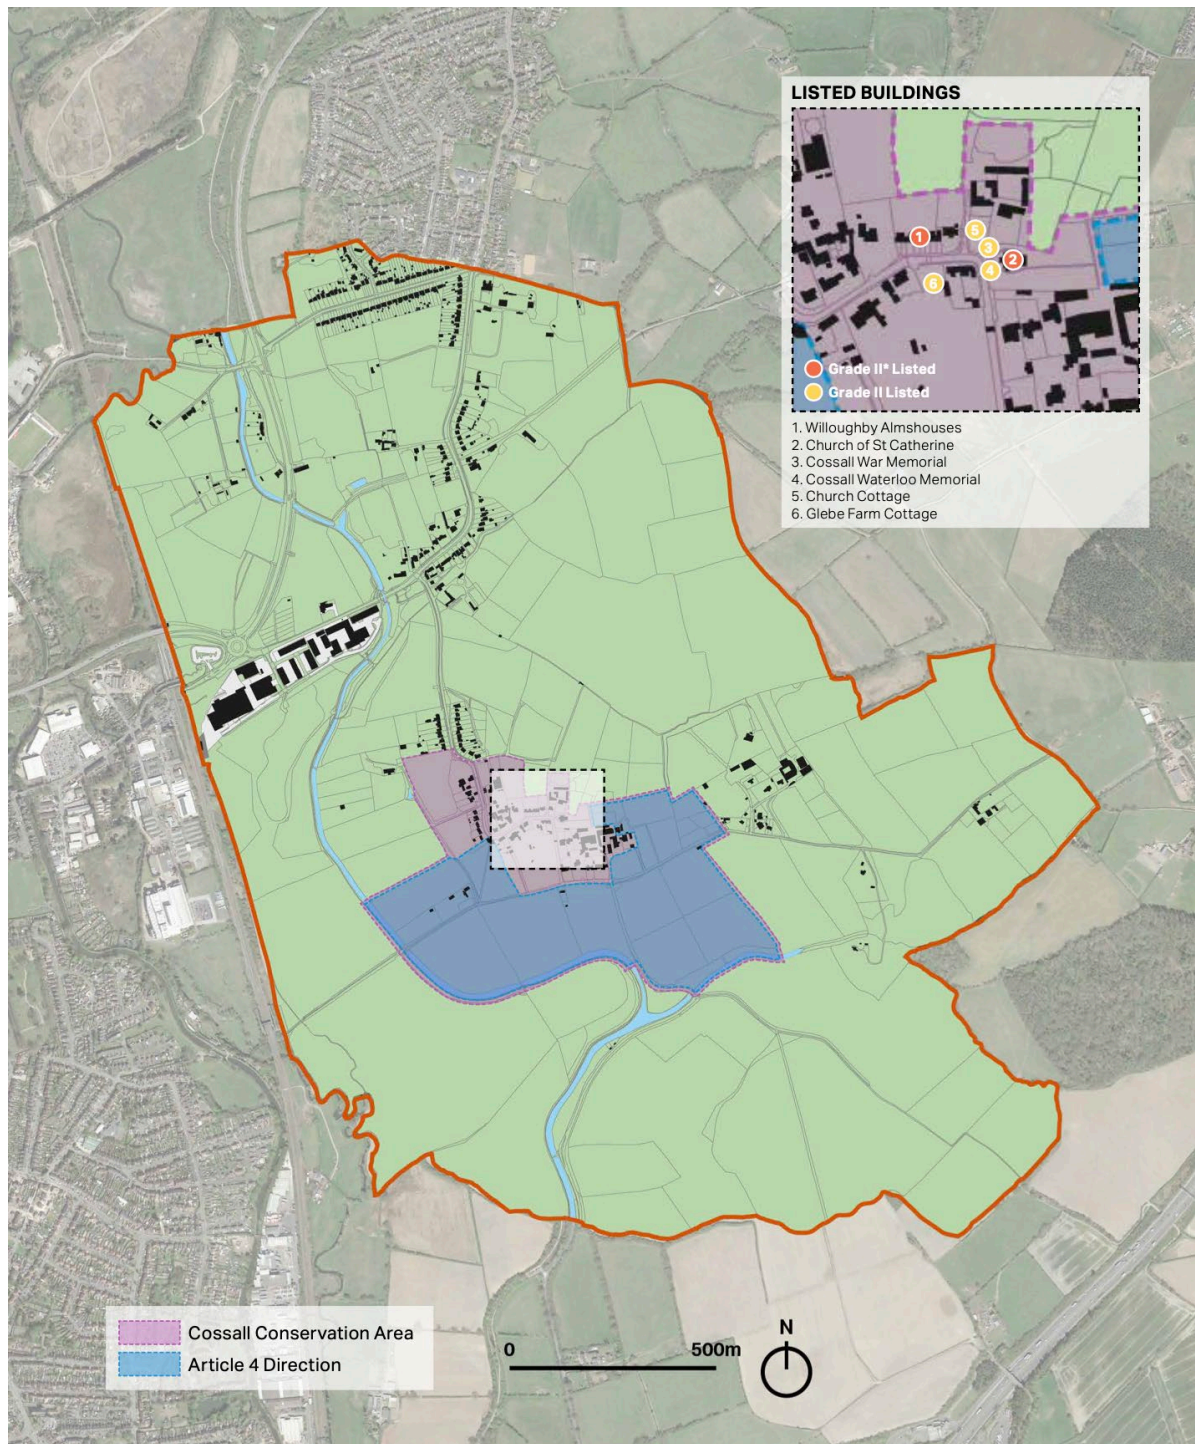 LISTED BUILDINGS
1
5
3
2
4
6
Grade II* Listed
Grade II Listed
1. Willoughby Almshouses
2. Church of St Catherine
3. Cossall War Memorial
4. Cossall Waterloo Memorial
5. Church Cottage
6. Glebe Farm Cottage
Cossall Conservation Area
Article 4 Direction
0 500m
N